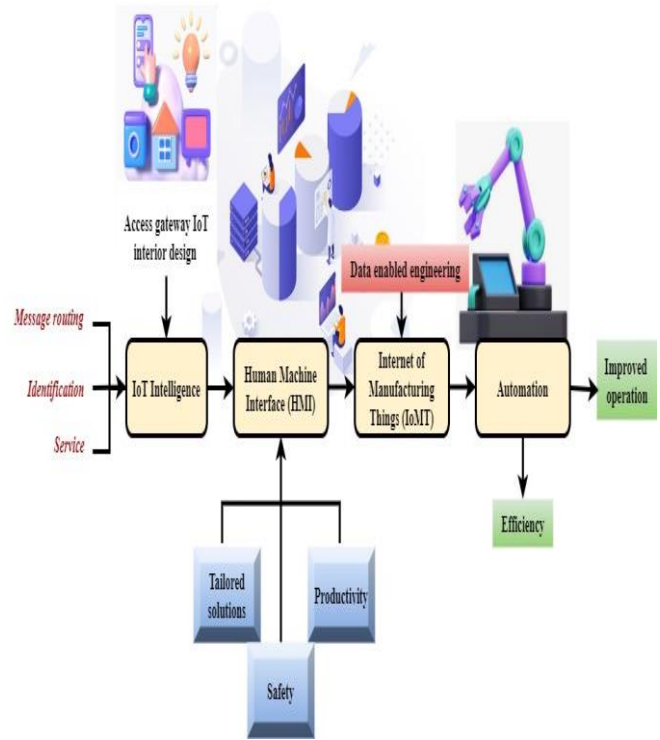 Access gateway IoT
interior design
Data enabled engineering
Message routing
Identification
Service
IoT Intelligence
Human Machine
Interface (HMI)
Internet of
Manufacturing
Things (IoMT)
Automation
Improved
operation
Efficiency
Tailored
solutions
Productivity
Safety